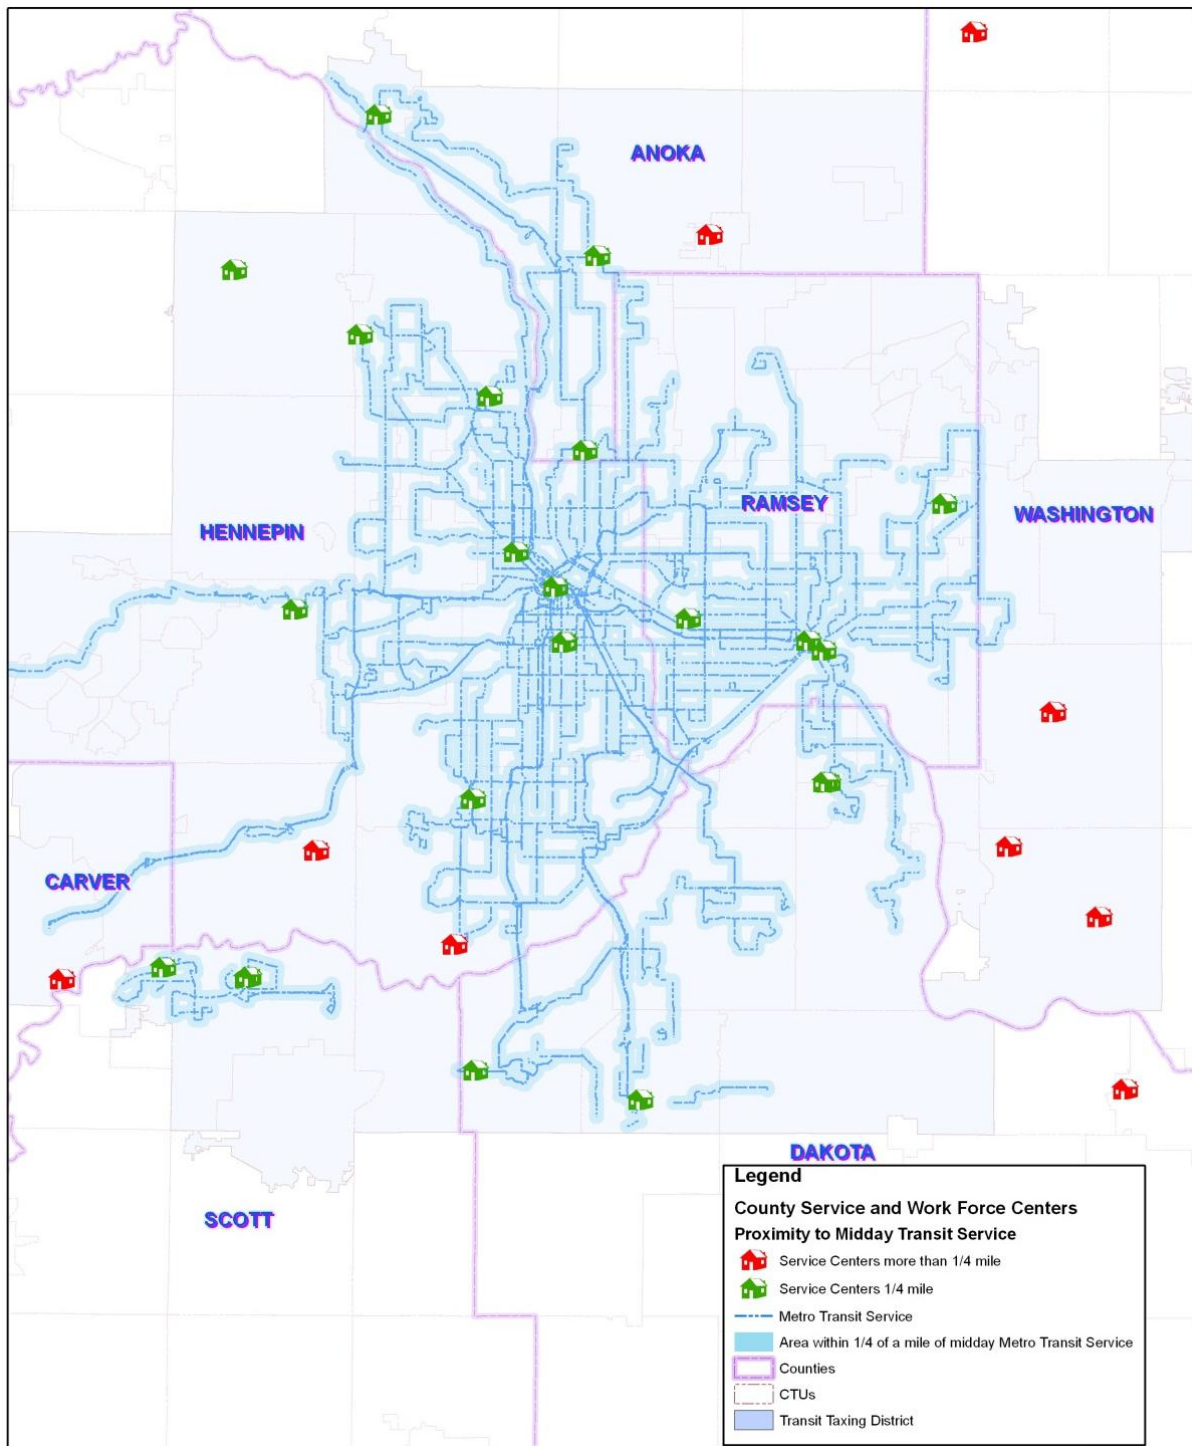 ANOKA
HENNEPIN
RAMSEY
WASHINGTON
CARVER
DAKOTA
SCOTT
Legend
County Service and Work Force Centers
Proximity to Midday Transit Service
Service Centers more than 1/4 mile
Service Centers 1/4 mile
Metro Transit Service
Area within 1/4 of a mile of midday Metro Transit Service
Counties
CTUs
Transit Taxing District